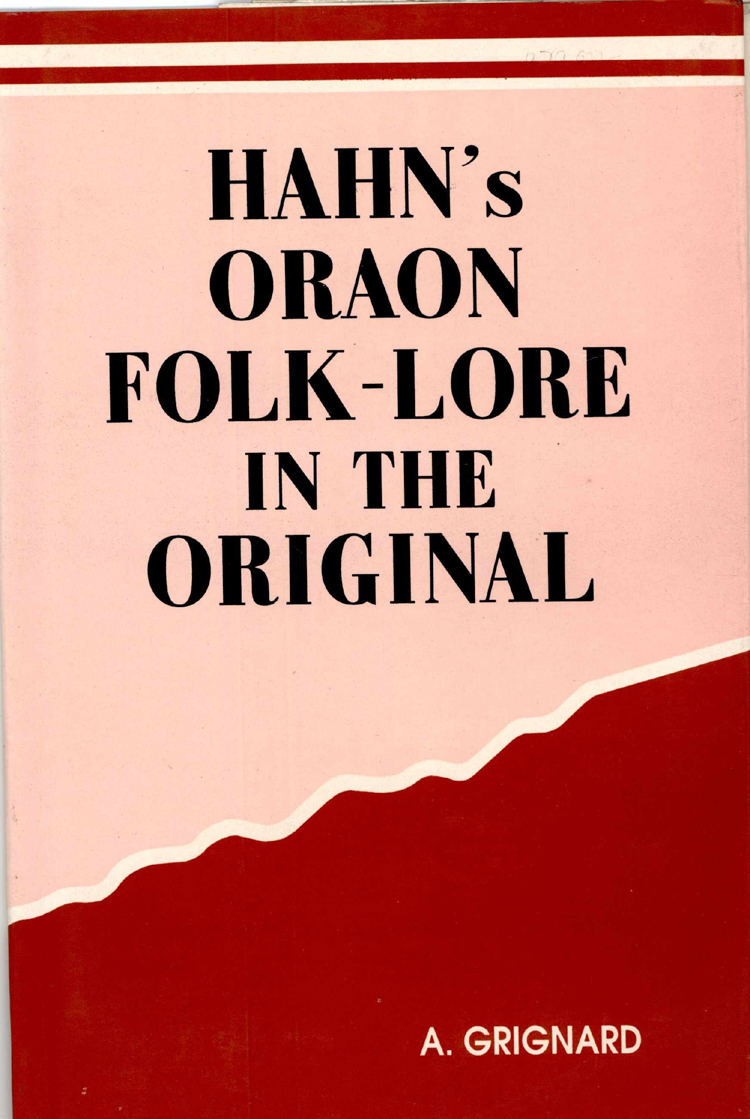 HAHN's
ORAON
FOLK-LORE
IN THE
ORIGINAL
A. GRIGNARD